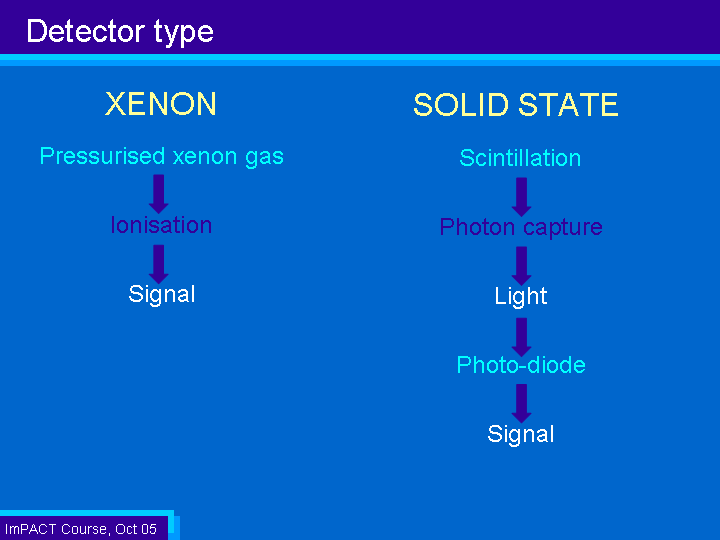 Detector type
XENON
Pressurised xenon gas
Ionisation
Signal
SOLID STATE
Scintillation
Photon capture
Light
Photo-diode
Signal
ImPACT Course, Oct 05